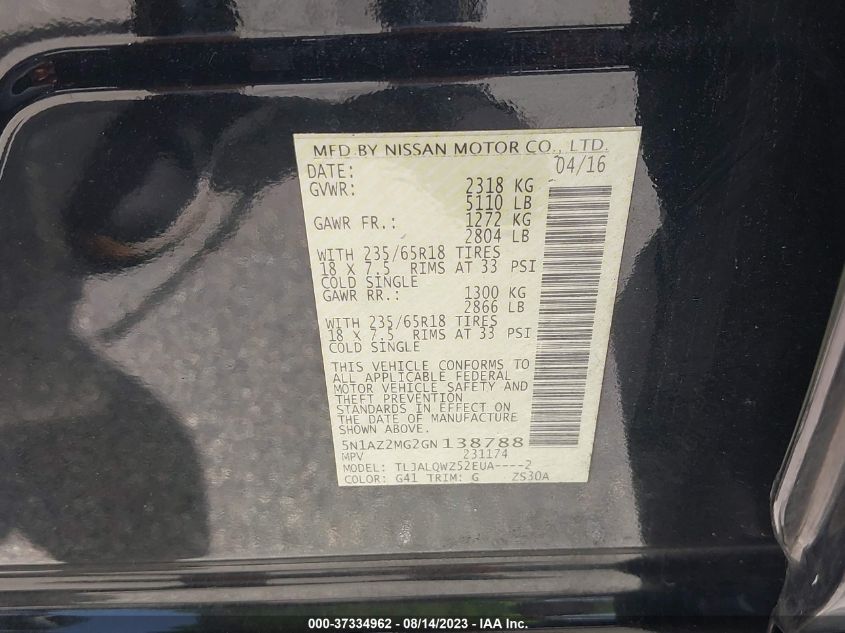 MFD BY NISSAN MOTOR CO., LTD.
DATE: 04/16
GVWR: 2318 KG
5110 LB
GAWR FR.: 1272 KG
2804 LB
WITH 235/65R18 TIRES
18 X 7.5 RIMS AT 33 PSI
COLD SINGLE
GAWR RR.: 1300 KG
2866 LB
WITH 235/65R18 TIRES
18 X 7.5 RIMS AT 33 PSI
COLD SINGLE
THIS VEHICLE CONFORMS TO
ALL APPLICABLE FEDERAL
MOTOR VEHICLE SAFETY AND
THEFT PREVENTION
STANDARDS IN EFFECT ON
THE DATE OF MANUFACTURE
SHOWN ABOVE.
5N1AZ2MG2GN138788
MPV 231174
MODEL: TLJALQWZ52EUA----2
COLOR: G41 TRIM: G ZS30A
000-37334962 - 08/14/2023 - © IAA Inc.